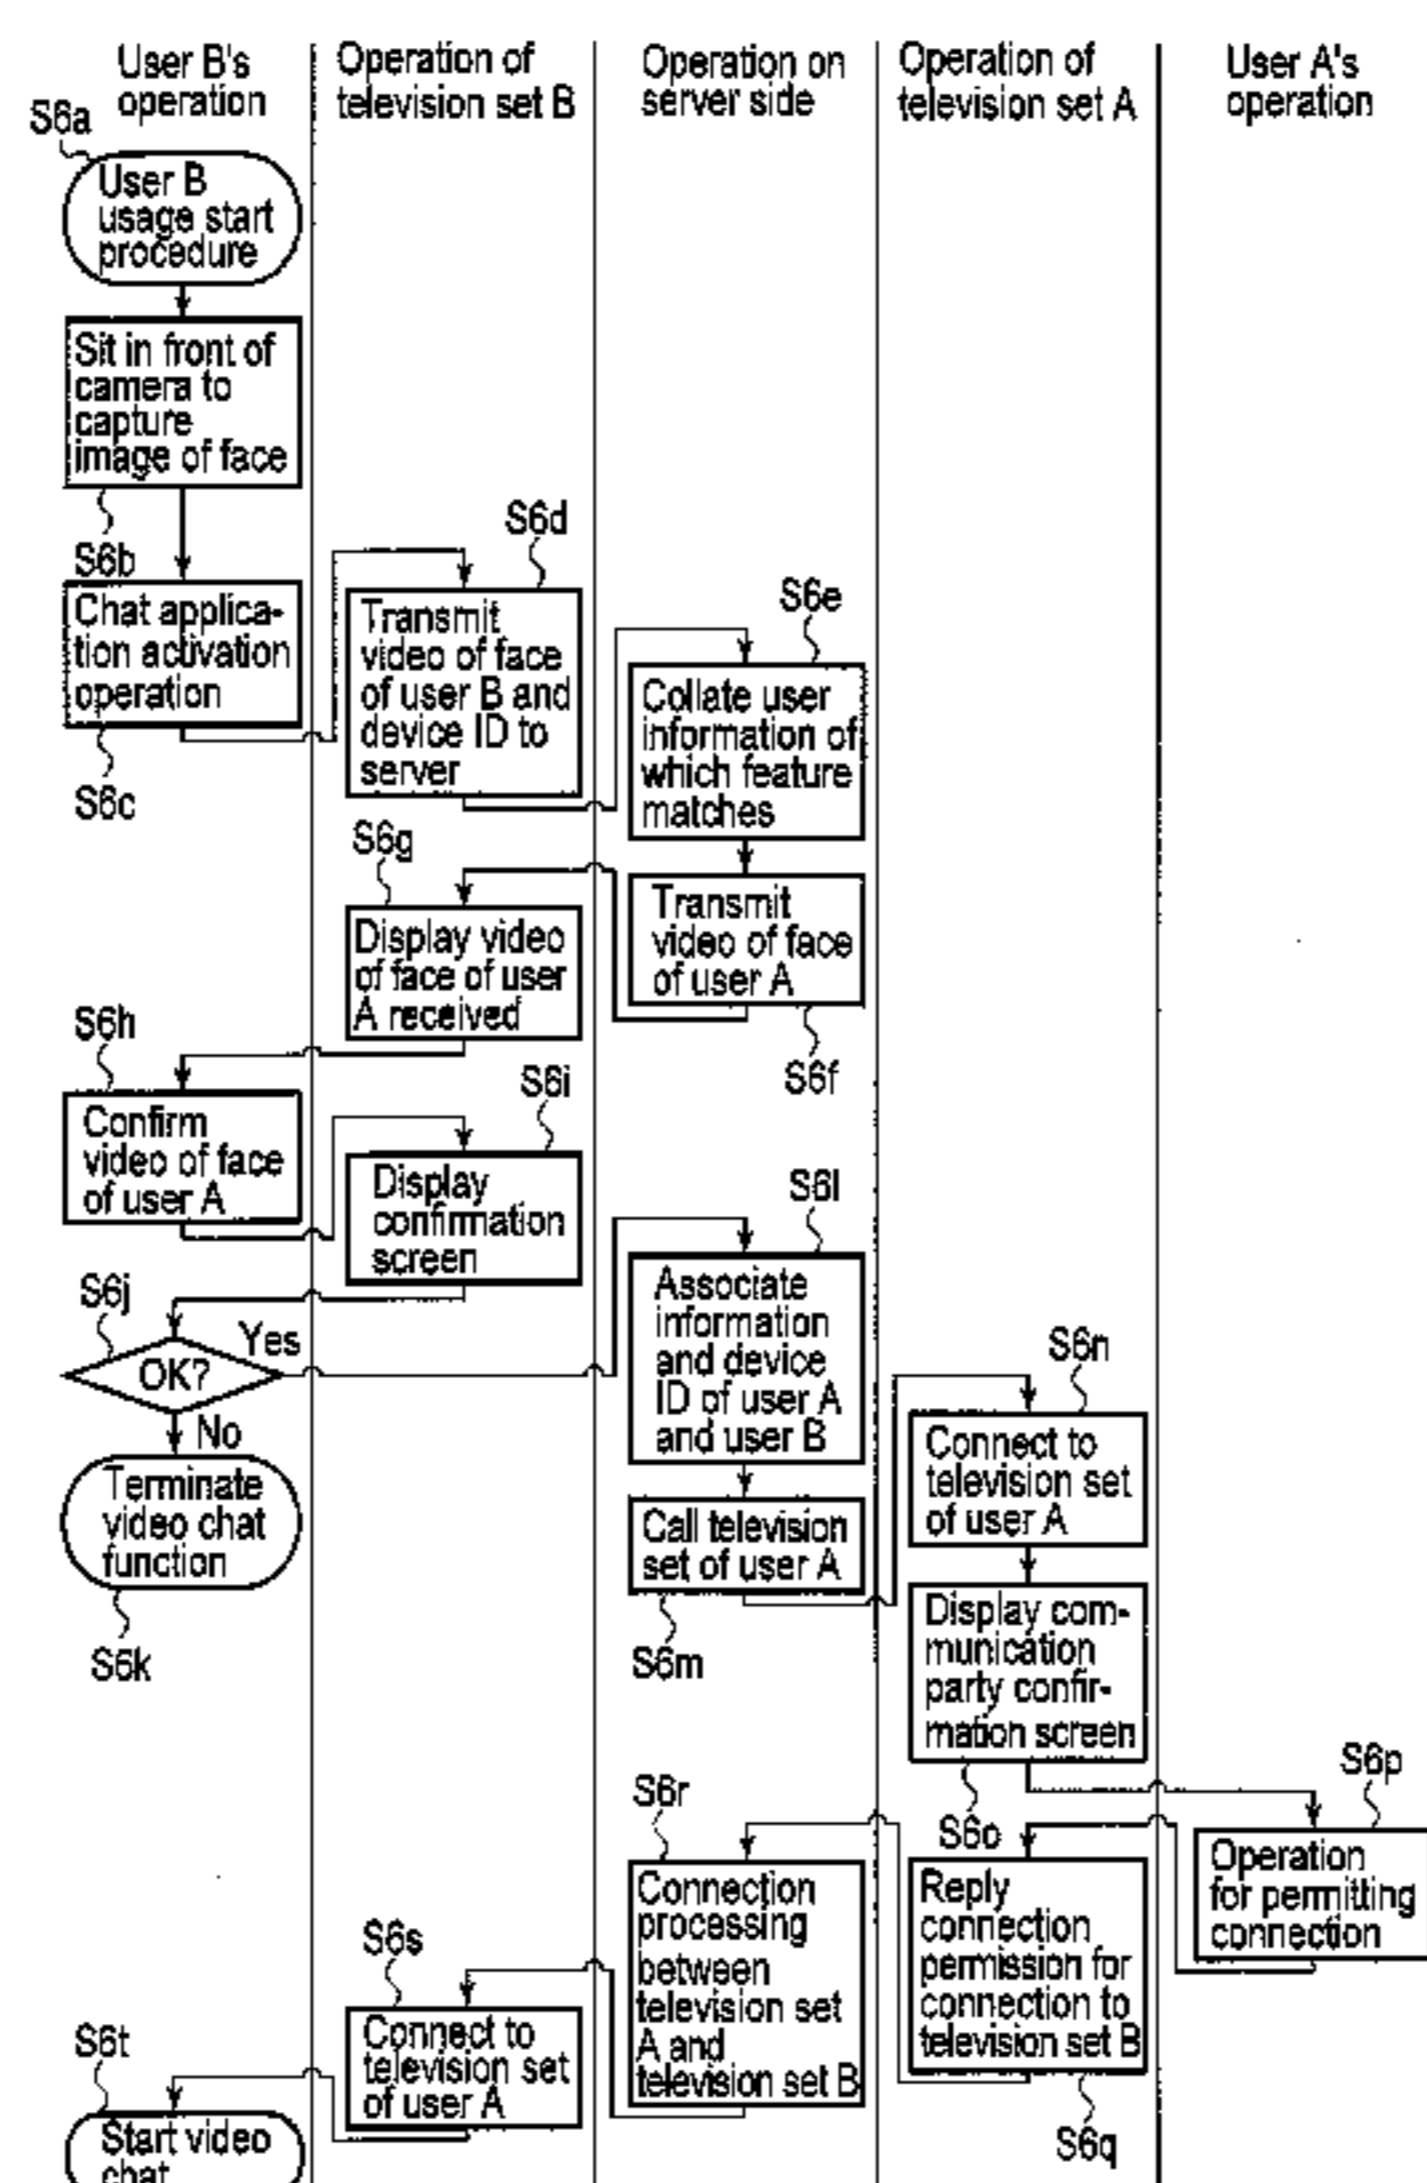 User B's
operation
Operation of
television set B
Operation on
server side
Operation of
television set A
User A's
operation
S6a
User B
usage start
procedure
Sit in front of
camera to
capture
image of face
S6b
Chat applica-
tion activation
operation
S6c
S6d
Transmit
video of face
of user B and
device ID to
server
S6e
Collate user
information of
which feature
matches
Transmit
video of face
of user A
S6f
S6g
Display video
of face of user
A received
S6h
Confirm
video of face
of user A
S6i
Display
confirmation
screen
S6j
OK?
Yes
No
Terminate
video chat
function
S6k
S6l
Associate
information
and device
ID of user A
and user B
Call television
set of user A
S6m
S6n
Connect to
television set
of user A
Display com-
munication
party confir-
mation screen
S6o
S6p
Operation
for permitting
connection
Reply
connection
permission for
connection to
television set B
S6q
S6r
Connection
processing
between
television set
A and
television set B
S6s
Connect to
television set
of user A
S6t
Start video
chat